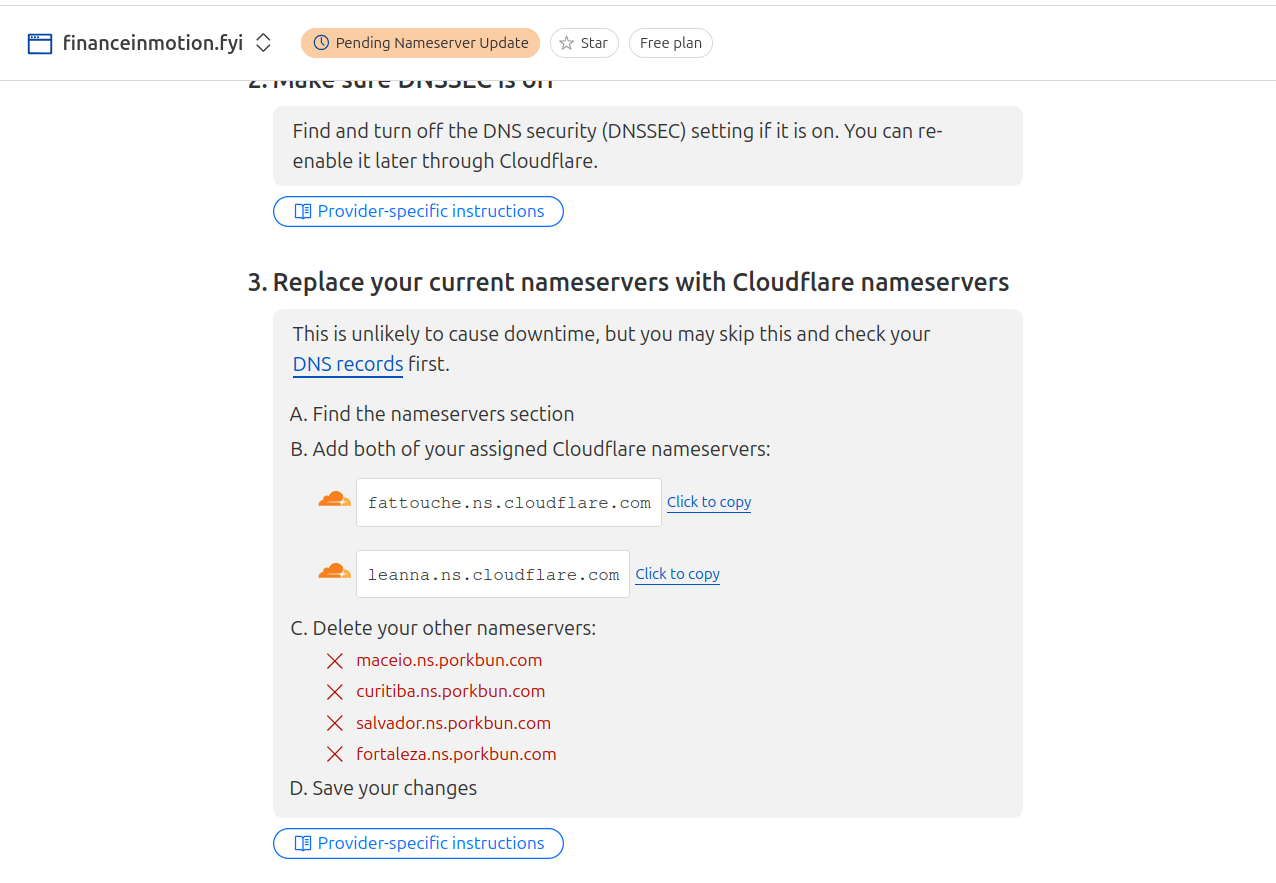 financeinmotion.fyi
Pending Nameserver Update
Star
Free plan
2. Make sure DNSSEC is off
Find and turn off the DNS security (DNSSEC) setting if it is on. You can re-
enable it later through Cloudflare.
Provider-specific instructions
3. Replace your current nameservers with Cloudflare nameservers
This is unlikely to cause downtime, but you may skip this and check your
DNS records first.
A. Find the nameservers section
B. Add both of your assigned Cloudflare nameservers:
fattouche.ns.cloudflare.com Click to copy
leanna.ns.cloudflare.com Click to copy
C. Delete your other nameservers:
maceio.ns.porkbun.com
curitiba.ns.porkbun.com
salvador.ns.porkbun.com
fortaleza.ns.porkbun.com
D. Save your changes
Provider-specific instructions